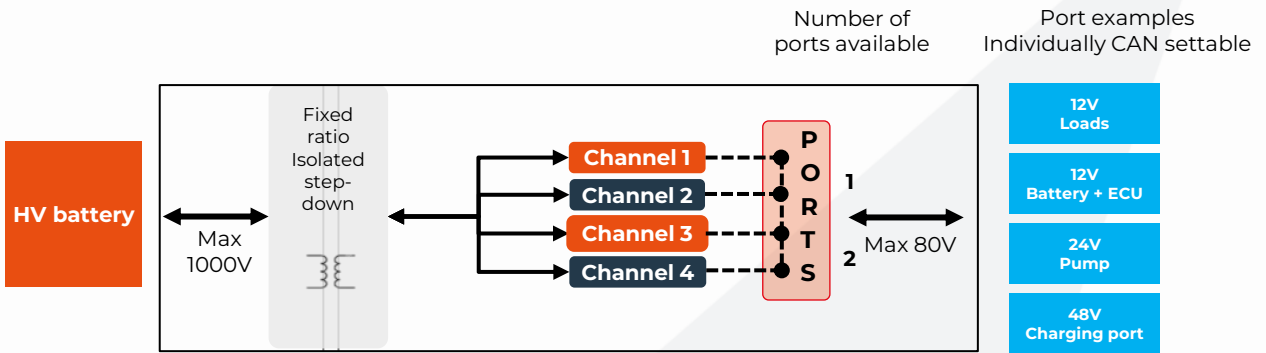 Number of
ports available
Port examples
Individually CAN settable
HV battery
Max
1000V
Fixed
ratio
Isolated
step-
down
Channel 1
Channel 2
Channel 3
Channel 4
P
O
R
T
S
1
2
Max 80V
12V
Loads
12V
Battery + ECU
24V
Pump
48V
Charging port